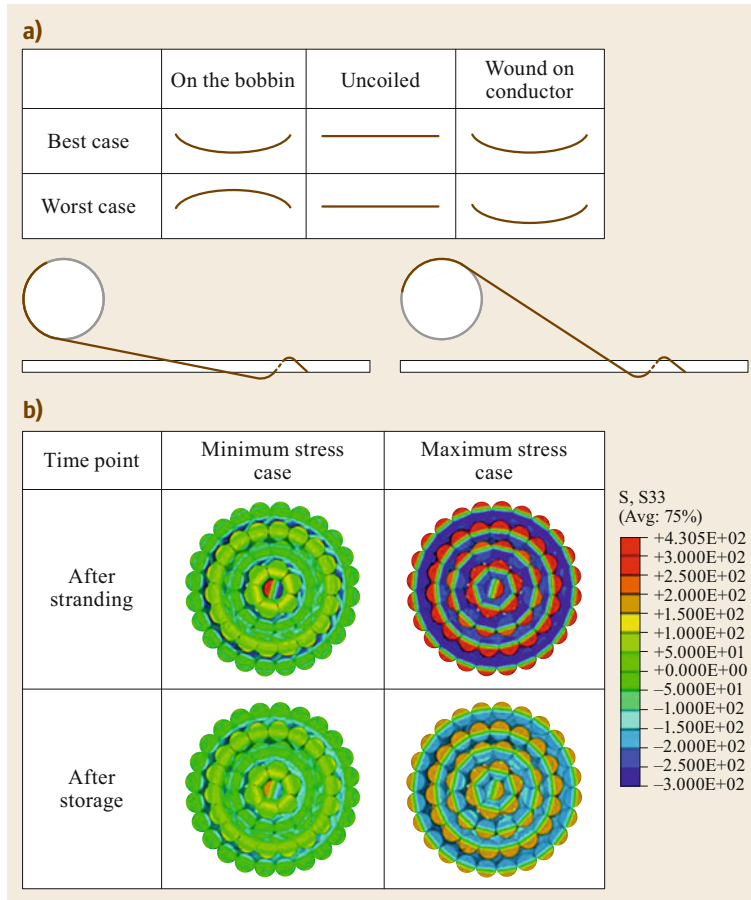 a)
On the bobbin
Uncoiled
Wound on
conductor
Best case
Worst case
b)
Time point
Minimum stress
case
Maximum stress
case
After
stranding
After
storage
S, S33
(Avg: 75%)
+4.305E+02
+3.000E+02
+2.500E+02
+2.000E+02
+1.500E+02
+1.000E+02
+5.000E+01
+0.000E+00
–5.000E+01
–1.000E+02
–1.500E+02
–2.000E+02
–2.500E+02
–3.000E+02